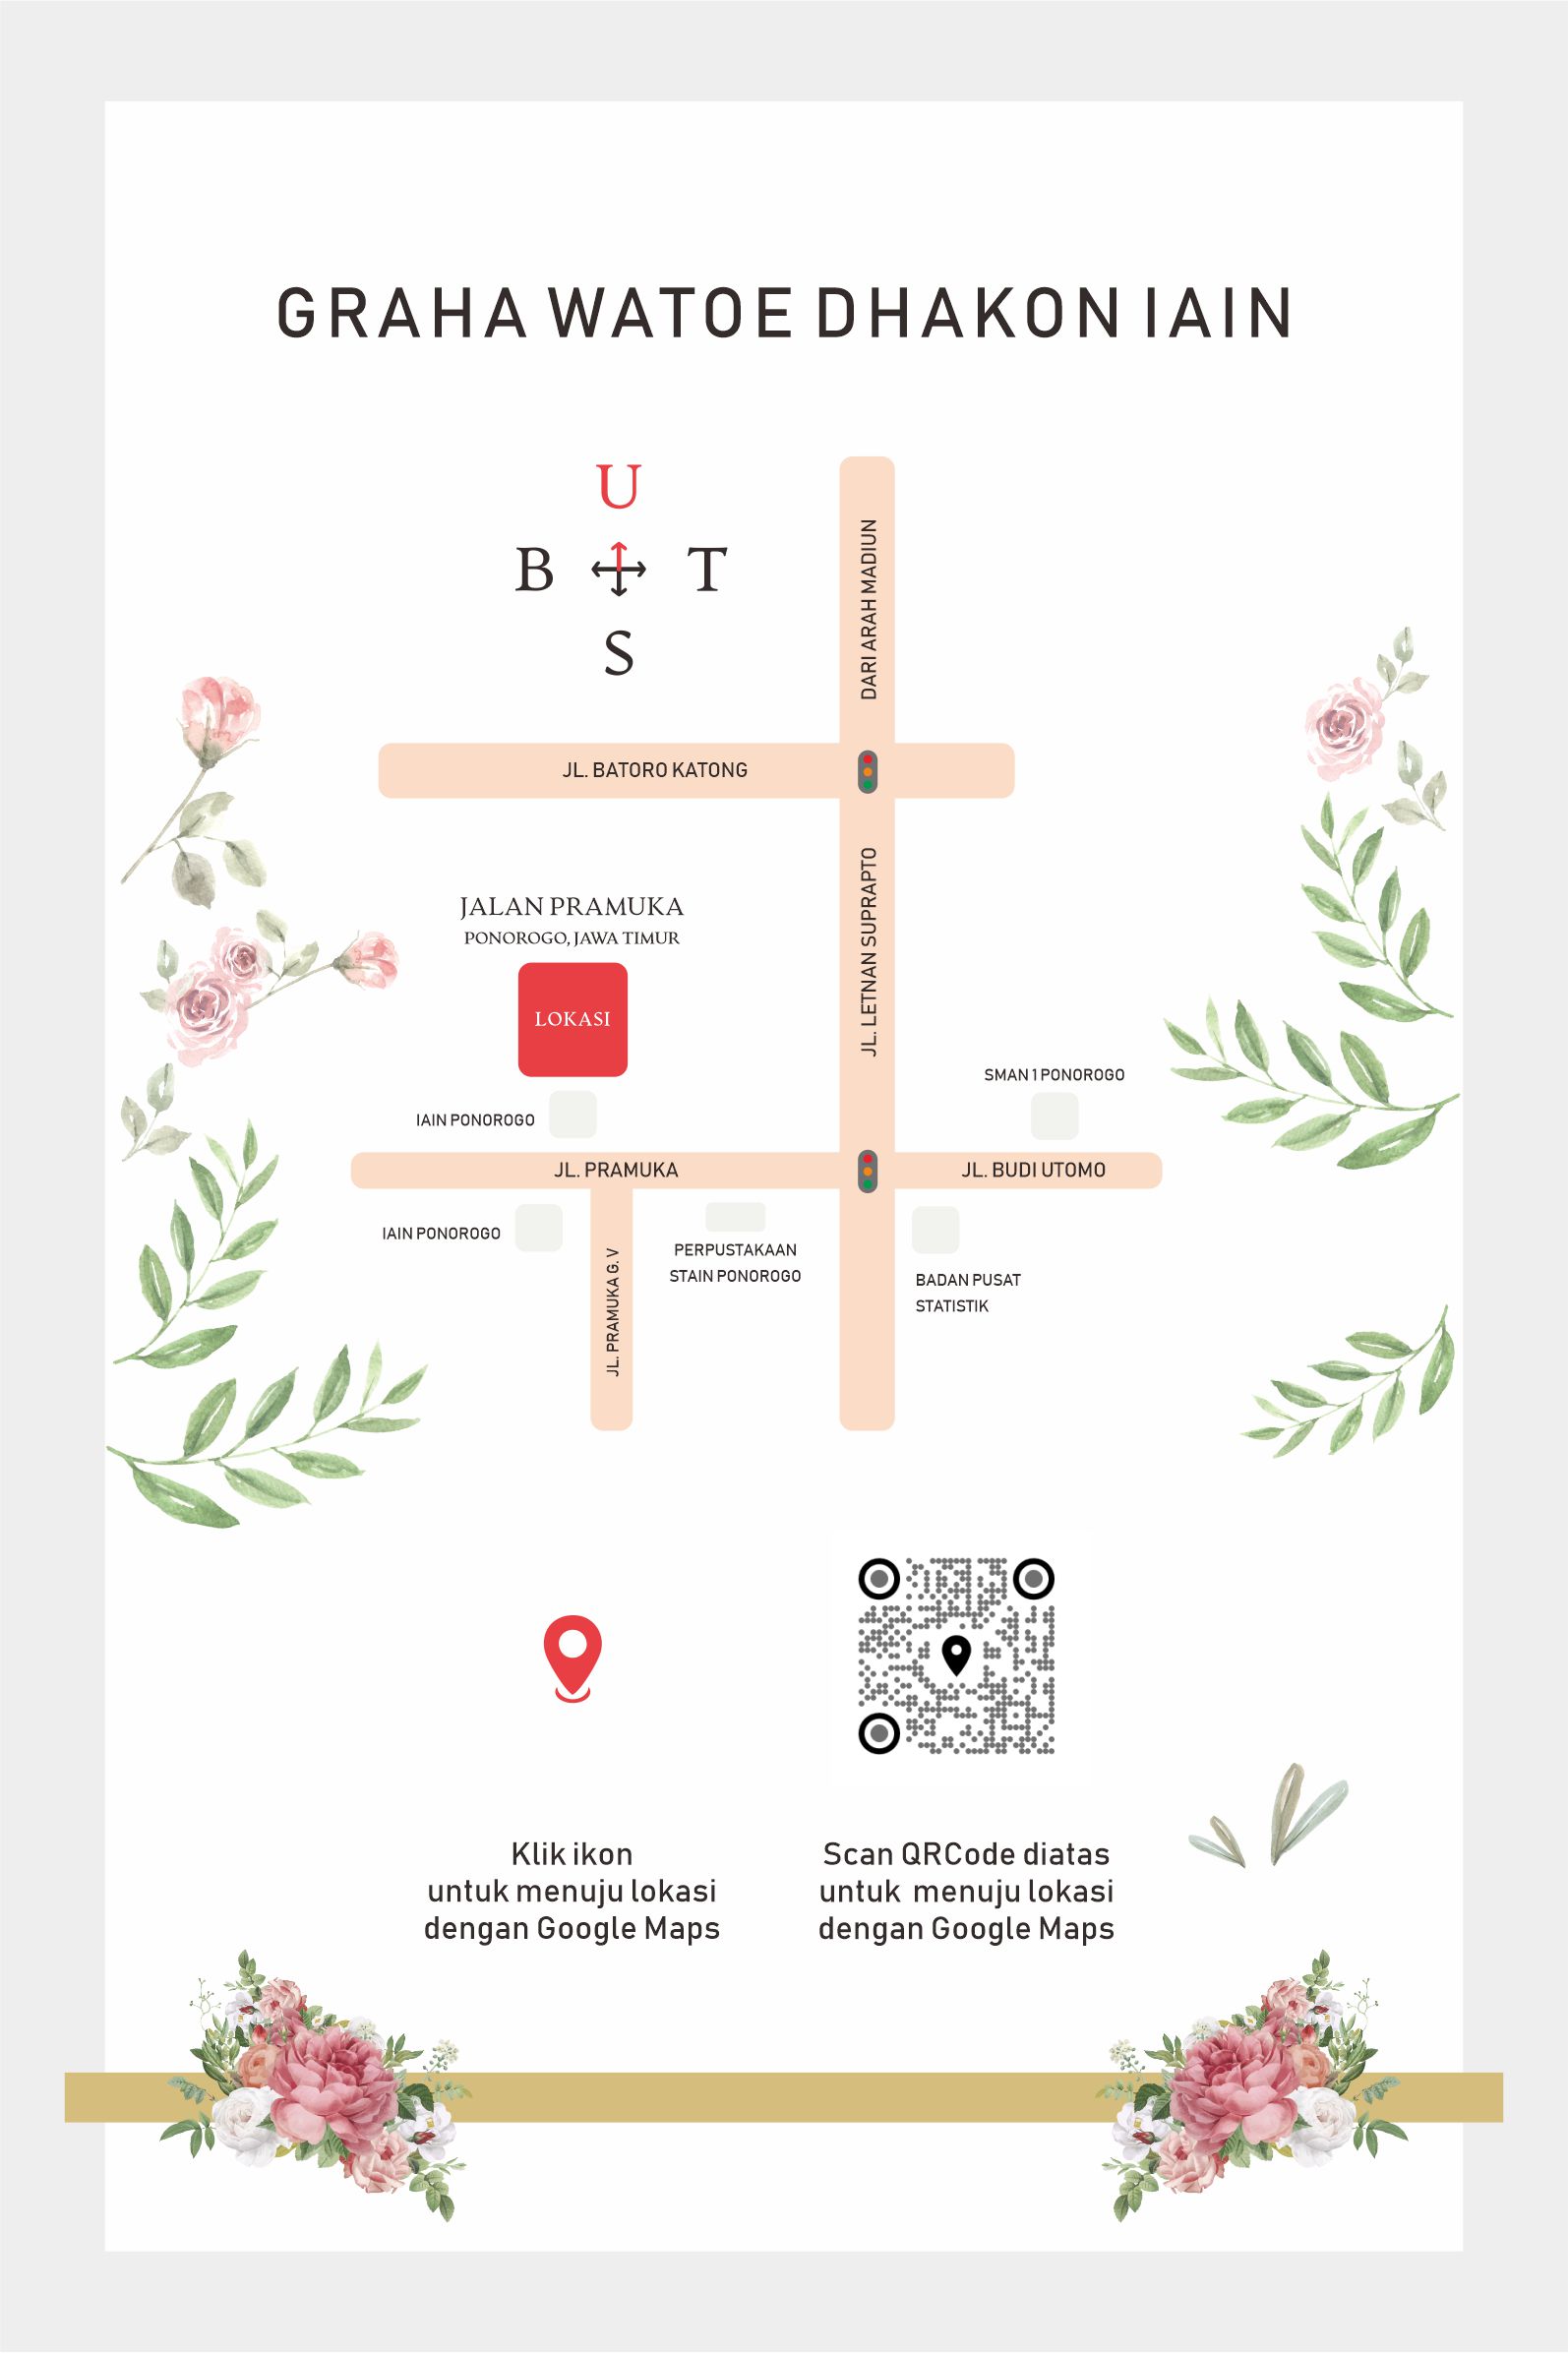 GRAHA WATOE DHAKON IAIN
U
B T
S
DARI ARAH MADIUN
JL. BATORO KATONG
JL. LETNAN SUPRAPTO
JALAN PRAMUKA
PONOROGO, JAWA TIMUR
LOKASI
SMAN 1 PONOROGO
IAIN PONOROGO
JL. PRAMUKA
JL. BUDI UTOMO
IAIN PONOROGO
JL. PRAMUKA G. V
PERPUSTAKAAN
STAIN PONOROGO
BADAN PUSAT
STATISTIK
Klik ikon
untuk menuju lokasi
dengan Google Maps
Scan QRCode diatas
untuk menuju lokasi
dengan Google Maps